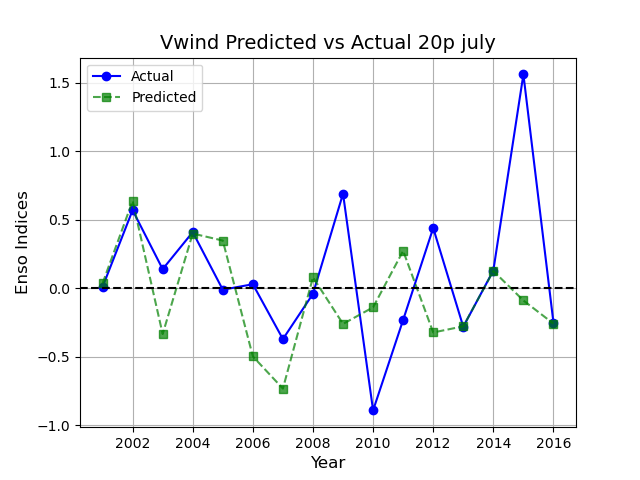 Vwind Predicted vs Actual 20p july
Actual
Predicted
1.5
1.0
0.5
0.0
−0.5
−1.0
Enso Indices
2002 2004 2006 2008 2010 2012 2014 2016
Year